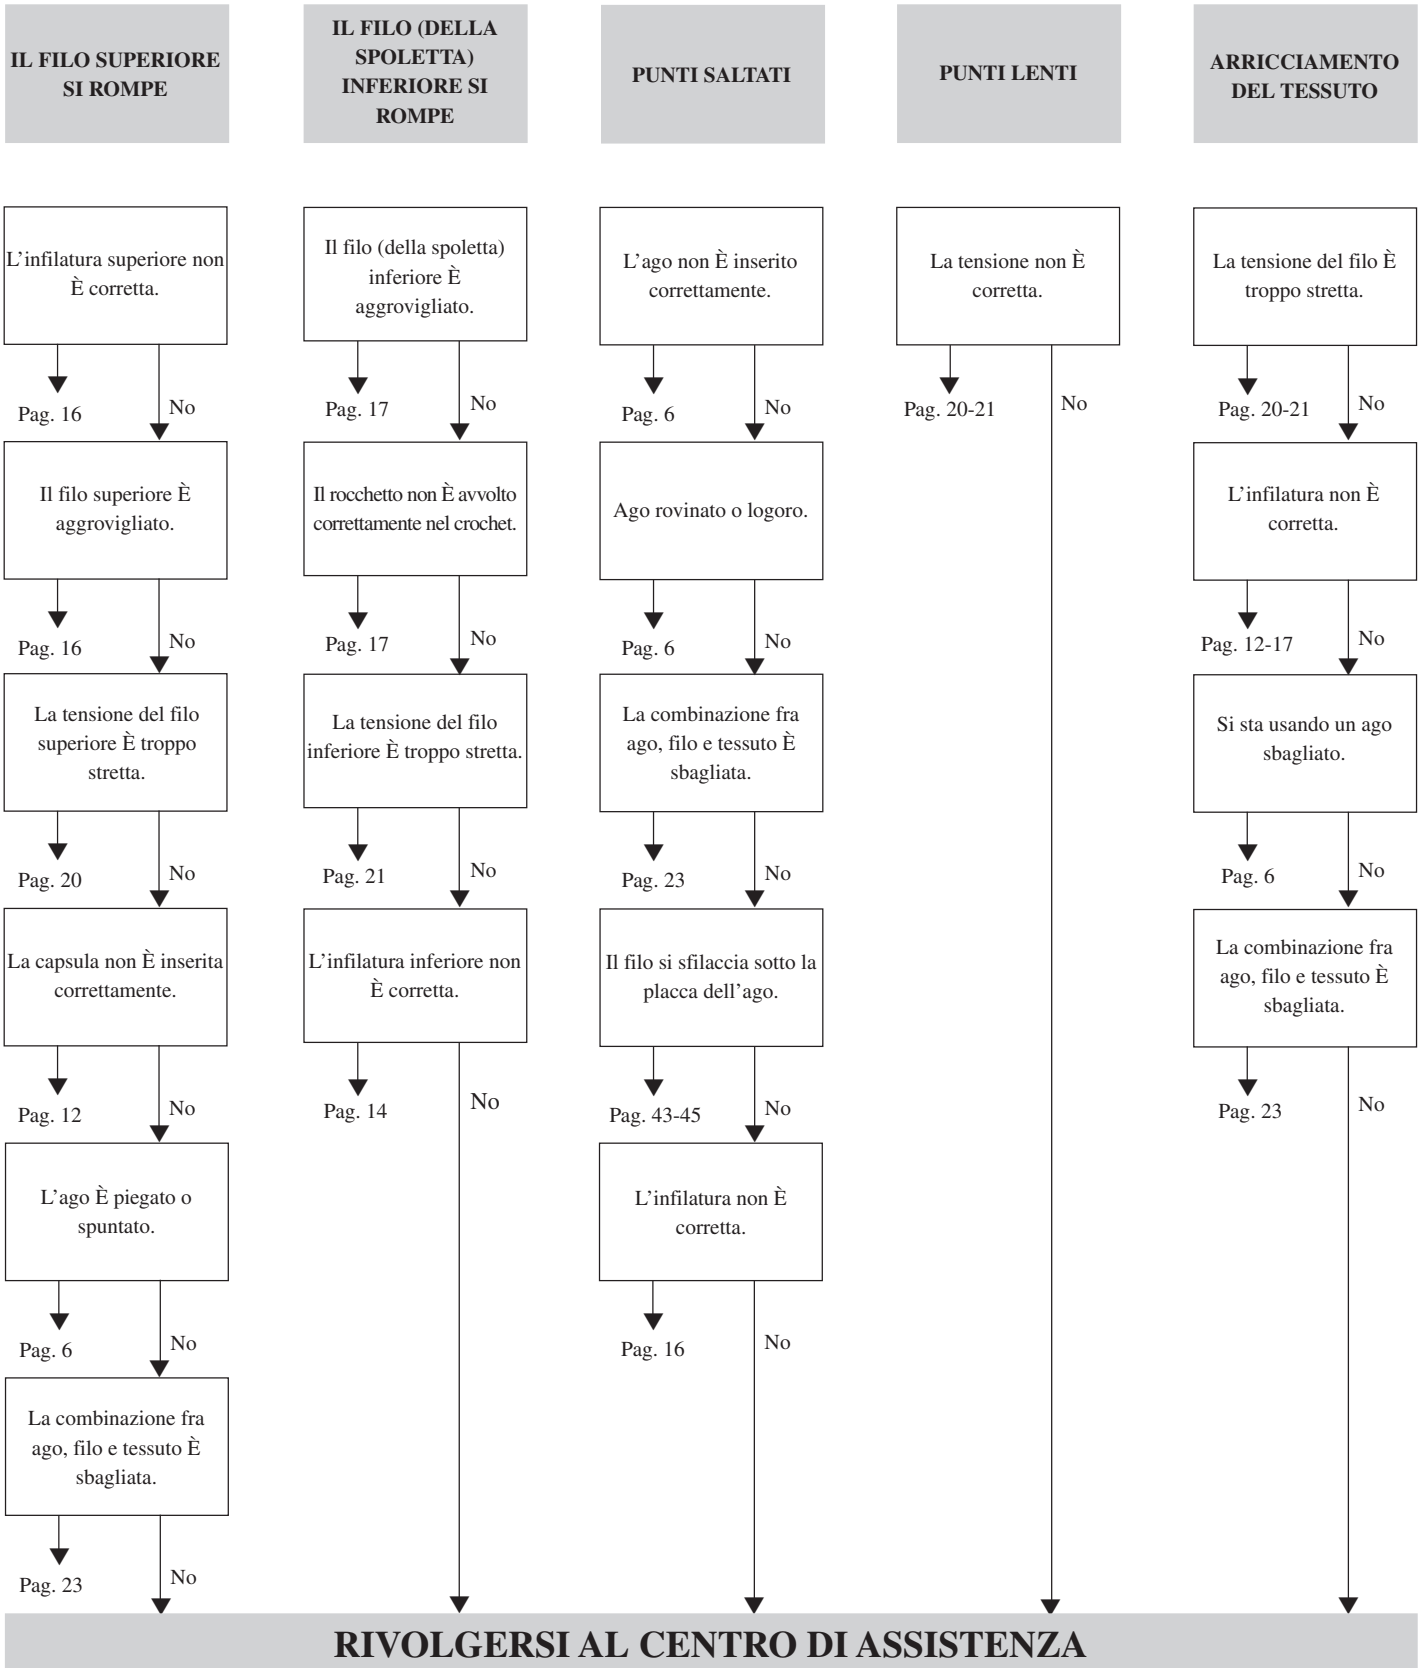 IL FILO SUPERIORE
SI ROMPE
L'infilatura superiore non
È corretta.
Pag. 16
No
Il filo superiore È
aggrovigliato.
Pag. 16
No
La tensione del filo
superiore È troppo
stretta.
Pag. 20
No
La capsula non È inserita
correttamente.
Pag. 12
No
L'ago È piegato o
spuntato.
Pag. 6
No
La combinazione fra
ago, filo e tessuto È
sbagliata.
Pag. 23
No
IL FILO (DELLA
SPOLETTA)
INFERIORE SI
ROMPE
Il filo (della spoletta)
inferiore È
aggrovigliato.
Pag. 17
No
Il rocchetto non È avvolto
correttamente nel crochet.
Pag. 17
No
La tensione del filo
inferiore È troppo stretta.
Pag. 21
No
L'infilatura inferiore non
È corretta.
Pag. 14
No
PUNTI SALTATI
L'ago non È inserito
correttamente.
Pag. 6
No
Ago rovinato o logoro.
Pag. 6
No
La combinazione fra
ago, filo e tessuto È
sbagliata.
Pag. 23
No
Il filo si sfilaccia sotto la
placca dell'ago.
Pag. 43-45
No
L'infilatura non È
corretta.
Pag. 16
No
PUNTI LENTI
La tensione non È
corretta.
Pag. 20-21
No
ARRICCIAMENTO
DEL TESSUTO
La tensione del filo È
troppo stretta.
Pag. 20-21
No
L'infilatura non È
corretta.
Pag. 12-17
No
Si sta usando un ago
sbagliato.
Pag. 6
No
La combinazione fra
ago, filo e tessuto È
sbagliata.
Pag. 23
No
RIVOLGERSI AL CENTRO DI ASSISTENZA